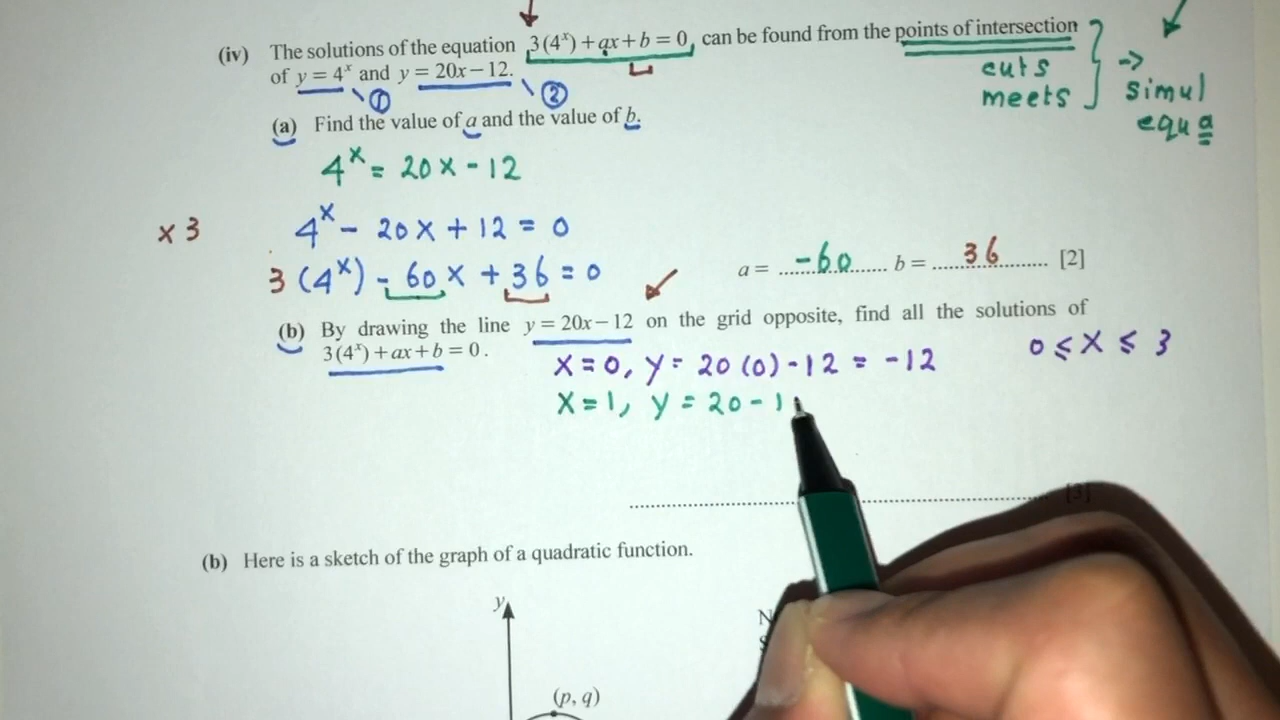 (iv) The solutions of the equation 3(4ˣ)+ax+b=0, can be found from the points of intersection
of y=4ˣ and y=20x−12.
① ②
cuts
meets
→ simul
equa
(a) Find the value of a and the value of b.
4ˣ = 20x - 12
x 3 4ˣ - 20x + 12 = 0
3 (4ˣ) - 60x + 36 = 0
a = -60 b = 36 [2]
(b) By drawing the line y=20x−12 on the grid opposite, find all the solutions of
3(4ˣ)+ax+b=0.
x=0, y= 20(0)-12 = -12
0 ≤ x ≤ 3
x=1, y = 20 - 1
[3]
(b) Here is a sketch of the graph of a quadratic function.
y
(p, q)